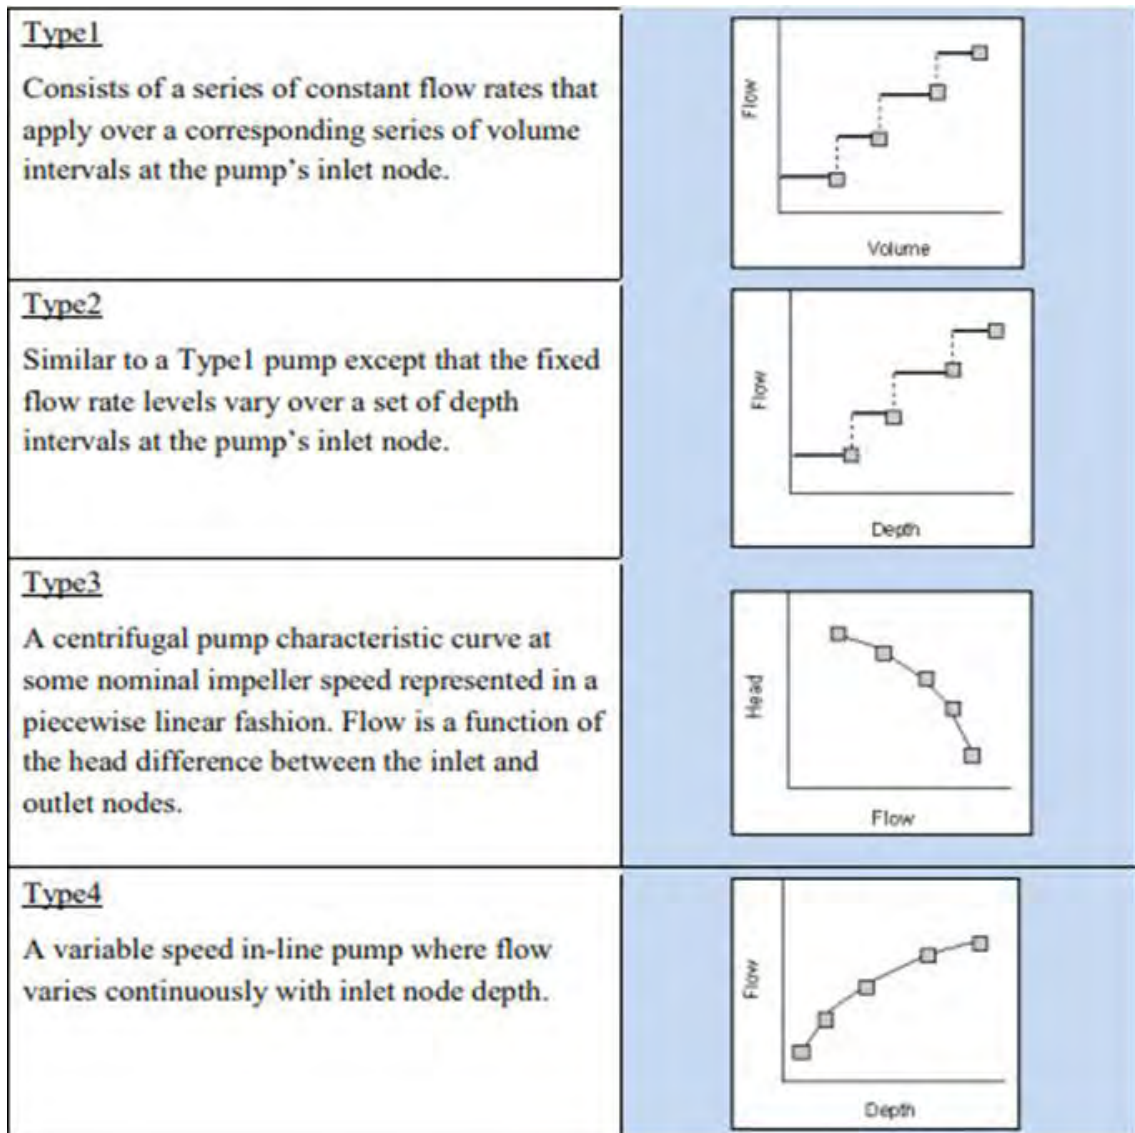 Type1
Consists of a series of constant flow rates that
apply over a corresponding series of volume
intervals at the pump's inlet node.
Flow
Volume
Type2
Similar to a Type1 pump except that the fixed
flow rate levels vary over a set of depth
intervals at the pump's inlet node.
Flow
Depth
Type3
A centrifugal pump characteristic curve at
some nominal impeller speed represented in a
piecewise linear fashion. Flow is a function of
the head difference between the inlet and
outlet nodes.
Head
Flow
Type4
A variable speed in-line pump where flow
varies continuously with inlet node depth.
Flow
Depth